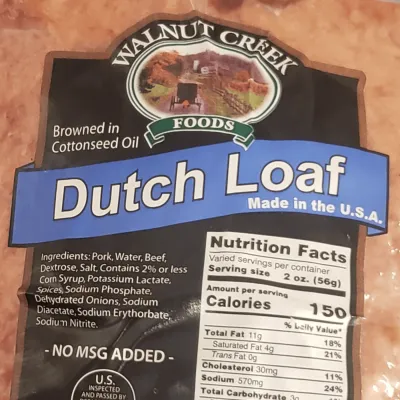 WALNUT CREEK
FOODS
Browned in
Cottonseed Oil
Dutch Loaf
Made in the U.S.A.
Ingredients: Pork, Water, Beef,
Dextrose, Salt, Contains 2% or less
Corn Syrup, Potassium Lactate,
Spices, Sodium Phosphate,
Dehydrated Onions, Sodium
Diacetate, Sodium Erythorbate,
Sodium Nitrite.
- NO MSG ADDED -
U.S.
INSPECTED
AND PASSED BY
Nutrition Facts
Varied servings per container
Serving size 2 oz. (56g)
Amount per serving
Calories 150
% Daily Value*
Total Fat 11g 18%
Saturated Fat 4g 21%
Trans Fat 0g
Cholesterol 30mg 11%
Sodium 570mg 24%
Total Carbohydrate 3g